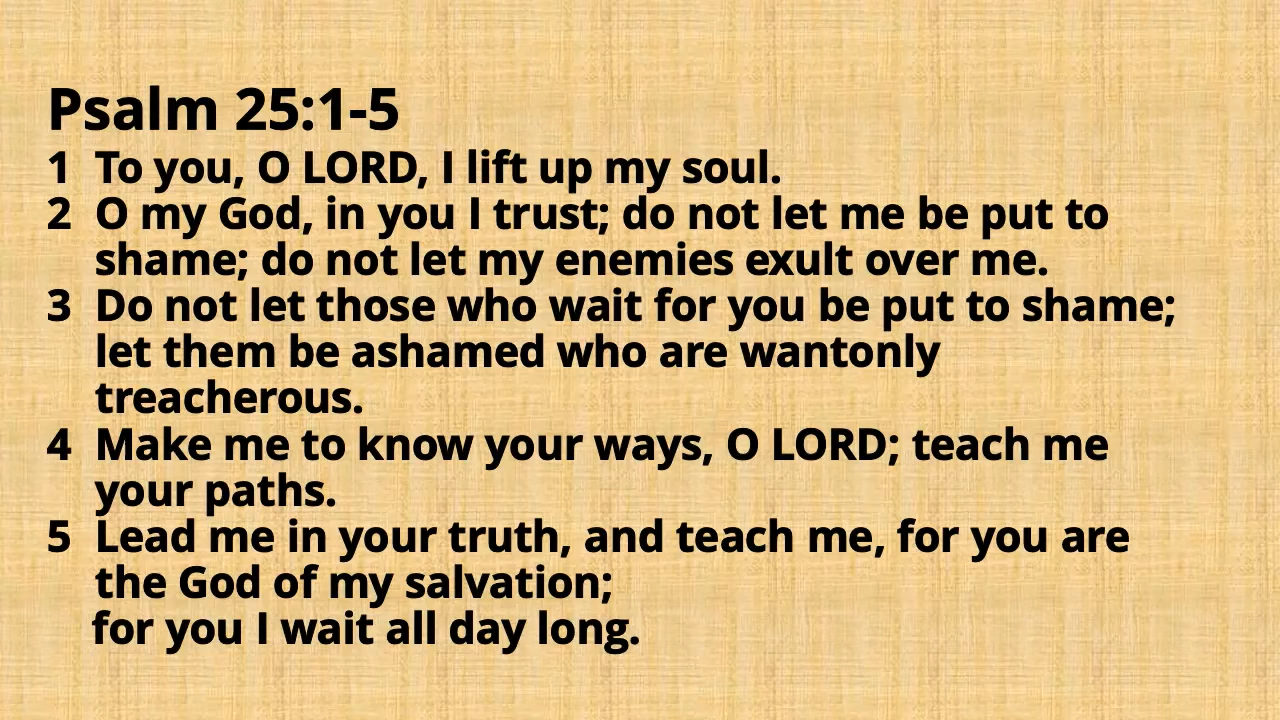 Psalm 25:1-5
1 To you, O LORD, I lift up my soul.
2 O my God, in you I trust; do not let me be put to
shame; do not let my enemies exult over me.
3 Do not let those who wait for you be put to shame;
let them be ashamed who are wantonly
treacherous.
4 Make me to know your ways, O LORD; teach me
your paths.
5 Lead me in your truth, and teach me, for you are
the God of my salvation;
for you I wait all day long.